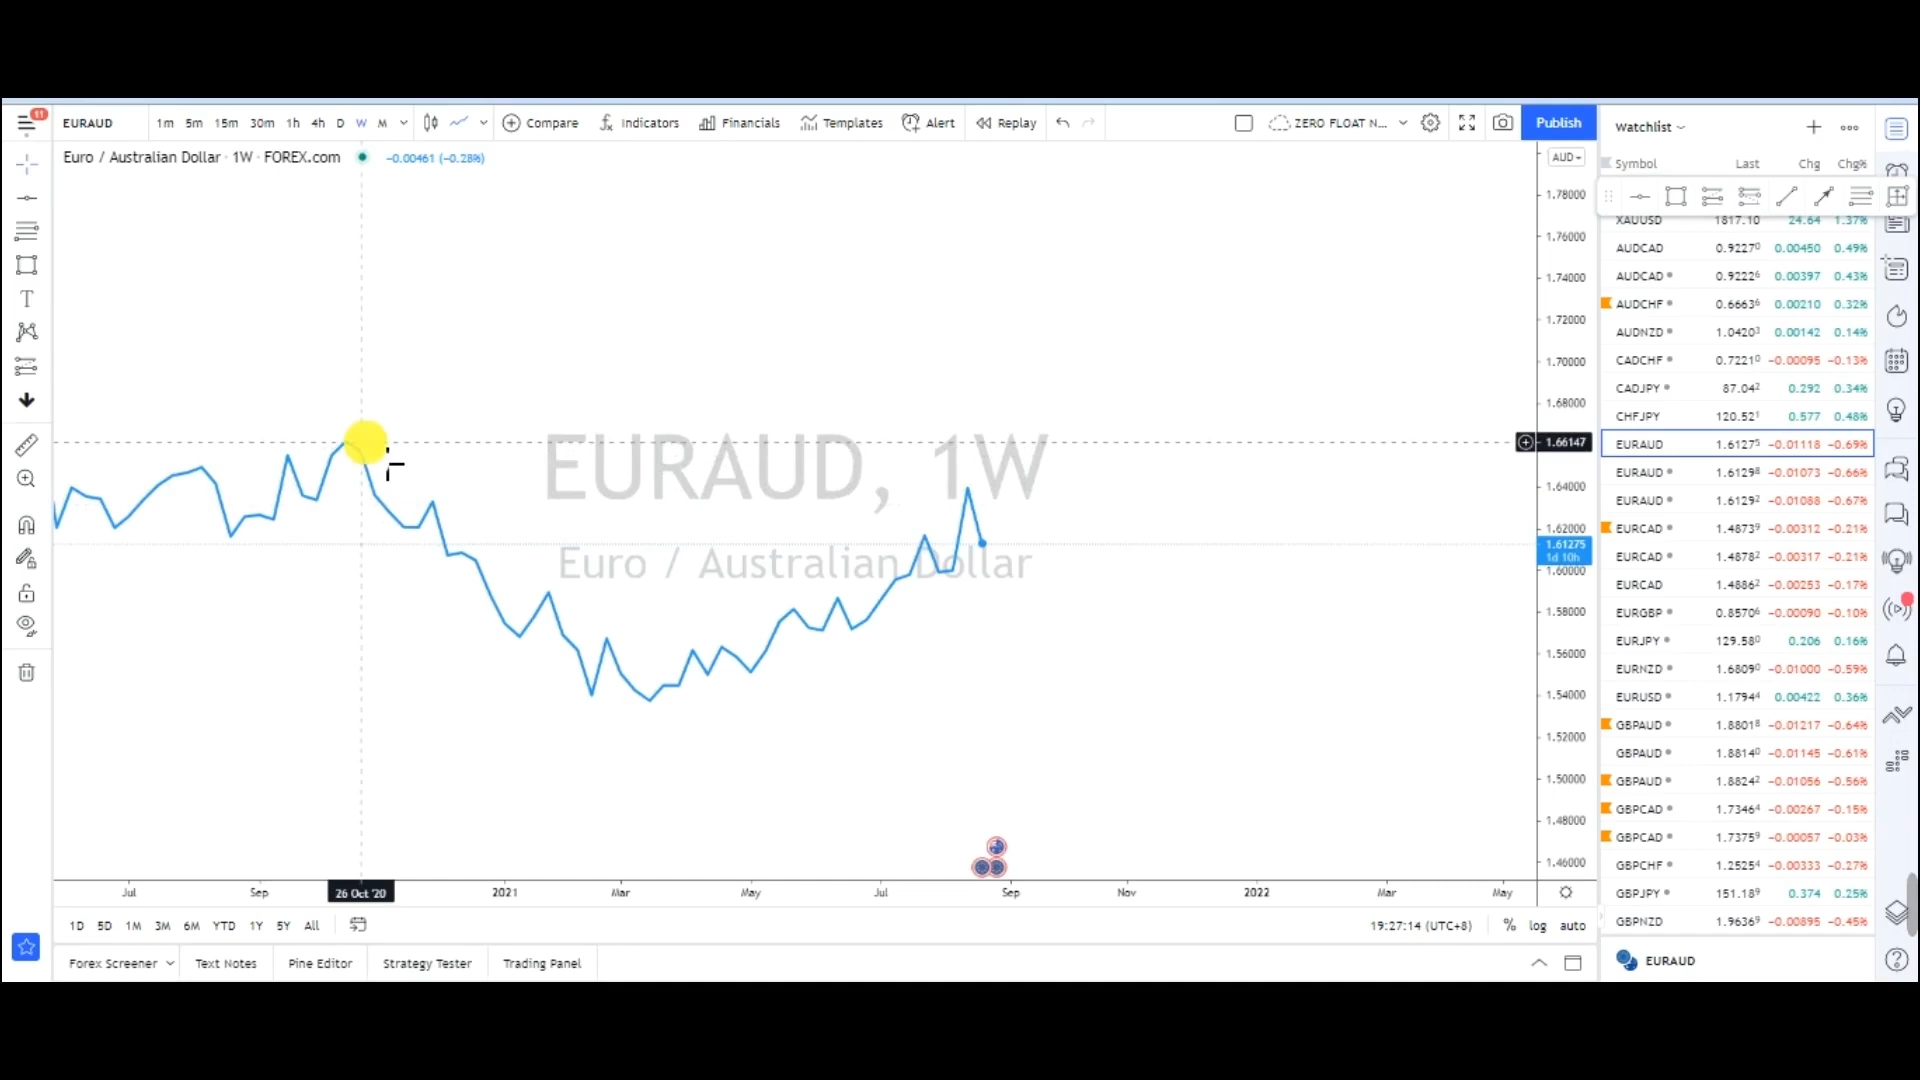 11
EURAUD 1m 5m 15m 30m 1h 4h D W M Compare Indicators Financials Templates Alert Replay ZERO FLOAT N... Publish
Watchlist
Euro / Australian Dollar · 1W · FOREX.com −0.00461 (−0.28%)
AUD
Symbol Last Chg Chg%
1.78000
1.76000
1.74000
1.72000
1.70000
1.68000
1.66147
1.64000
1.62000
1.61275
1d 10h
1.60000
1.58000
1.56000
1.54000
1.52000
1.50000
1.48000
1.46000
EURAUD, 1W
Euro / Australian Dollar
XAUUSD 1817.10 24.64 1.37%
AUDCAD 0.92270 0.00450 0.49%
AUDCAD 0.92226 0.00397 0.43%
AUDCHF 0.66636 0.00210 0.32%
AUDNZD 1.04203 0.00142 0.14%
CADCHF 0.72210 −0.00095 −0.13%
CADJPY 87.042 0.292 0.34%
CHFJPY 120.521 0.577 0.48%
EURAUD 1.61275 −0.01118 −0.69%
EURAUD 1.61298 −0.01073 −0.66%
EURAUD 1.61292 −0.01088 −0.67%
EURCAD 1.48739 −0.00312 −0.21%
EURCAD 1.48782 −0.00317 −0.21%
EURCAD 1.48862 −0.00253 −0.17%
EURGBP 0.85706 −0.00090 −0.10%
EURJPY 129.580 0.206 0.16%
EURNZD 1.68090 −0.01000 −0.59%
EURUSD 1.17944 0.00422 0.36%
GBPAUD 1.88018 −0.01217 −0.64%
GBPAUD 1.88140 −0.01145 −0.61%
GBPAUD 1.88242 −0.01056 −0.56%
GBPCAD 1.73464 −0.00267 −0.15%
GBPCAD 1.73759 −0.00057 −0.03%
GBPCHF 1.25254 −0.00333 −0.27%
GBPJPY 151.189 0.374 0.25%
GBPNZD 1.96369 −0.00895 −0.45%
Jul Sep 26 Oct '20 2021 Mar May Jul Sep Nov 2022 Mar May
1D 5D 1M 3M 6M YTD 1Y 5Y All 19:27:14 (UTC+8) % log auto
Forex Screener Text Notes Pine Editor Strategy Tester Trading Panel
EURAUD